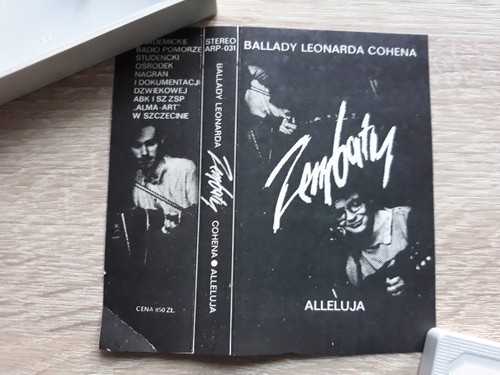 AKADEMICKIE
RADIO POMORZE
STUDENCKI
OŚRODEK
NAGRAŃ
I DOKUMENTACJI
DŹWIĘKOWEJ
ABK I SZ ZSP
„ALMA-ART”
W SZCZECINIE
CENA 850 ZŁ
STEREO
ARP-031
BALLADY LEONARDA
Zembaty
COHENA ● ALLELUJA
BALLADY LEONARDA COHENA
Zembaty
ALLELUJA